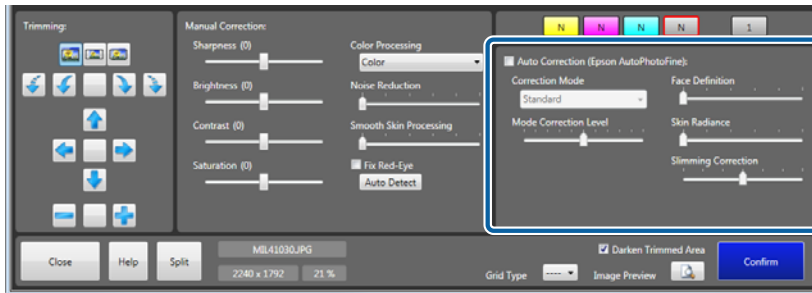 Trimming:
Manual Correction:
Sharpness (0)
Brightness (0)
Contrast (0)
Saturation (0)
Color Processing
Color
Noise Reduction
Smooth Skin Processing
Fix Red-Eye
Auto Detect
N N N N 1
Auto Correction (Epson AutoPhotoFine):
Correction Mode
Standard
Mode Correction Level
Face Definition
Skin Radiance
Slimming Correction
Close Help Split
MIL41030.JPG
2240 x 1792 21 %
Darken Trimmed Area
Grid Type ---- Image Preview
Confirm